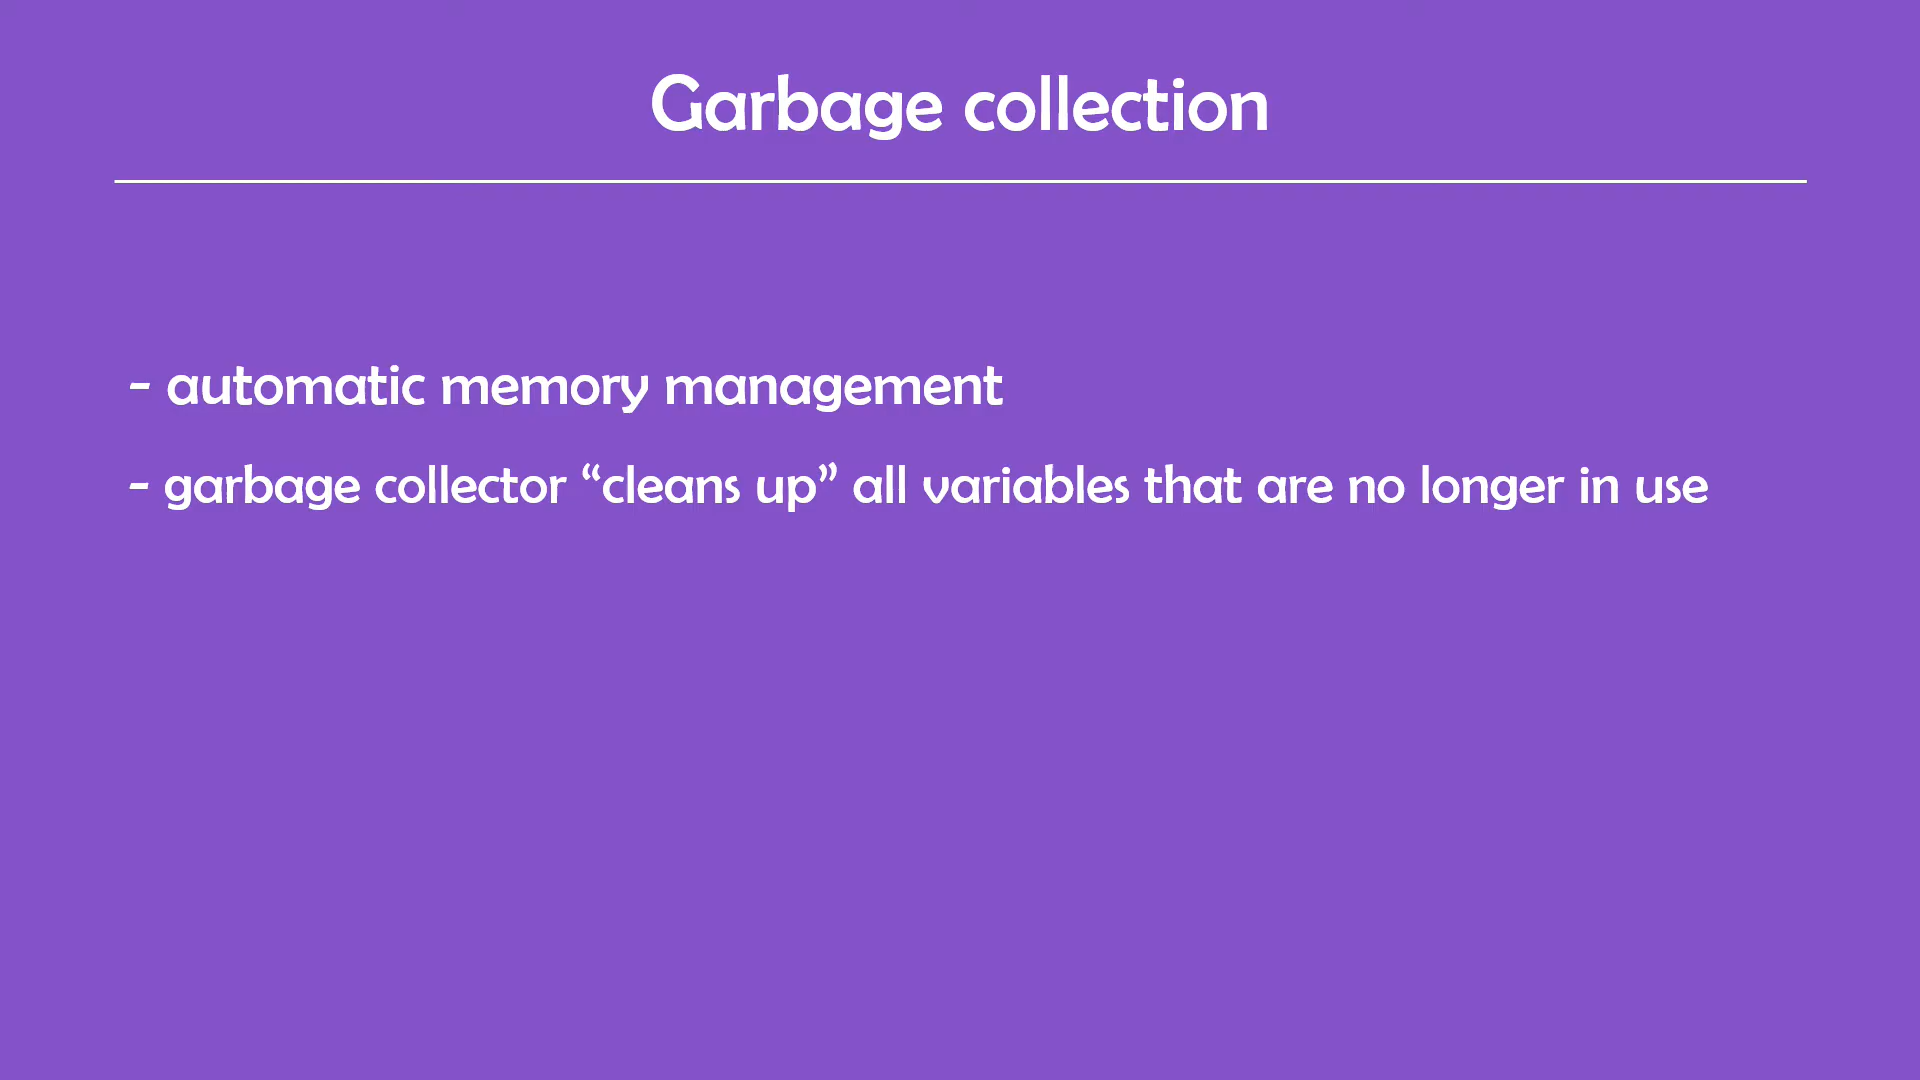 Garbage collection
- automatic memory management
- garbage collector “cleans up” all variables that are no longer in use